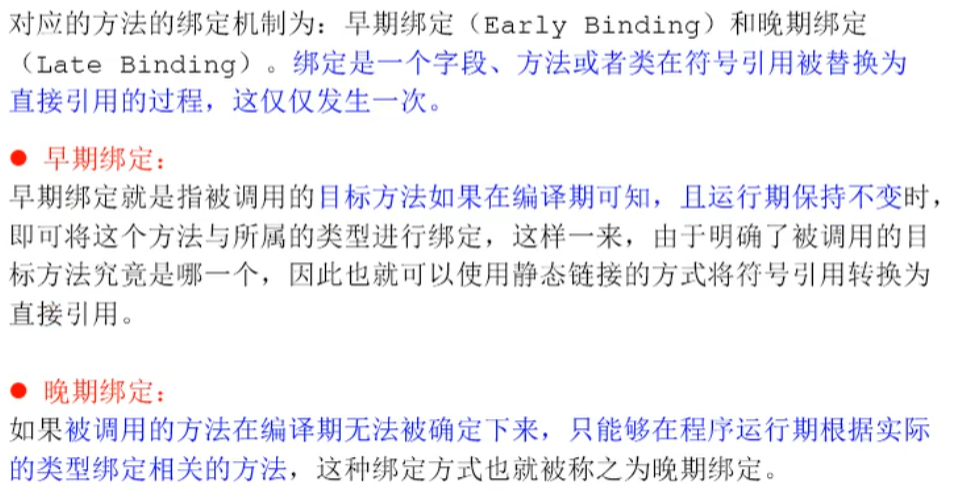 对应的方法的绑定机制为：早期绑定（Early Binding）和晚期绑定
（Late Binding）。绑定是一个字段、方法或者类在符号引用被替换为
直接引用的过程，这仅仅发生一次。
● 早期绑定：
早期绑定就是指被调用的目标方法如果在编译期可知，且运行期保持不变时，
即可将这个方法与所属的类型进行绑定，这样一来，由于明确了被调用的目
标方法究竟是哪一个，因此也就可以使用静态链接的方式将符号引用转换为
直接引用。
● 晚期绑定：
如果被调用的方法在编译期无法被确定下来，只能够在程序运行期根据实际
的类型绑定相关的方法，这种绑定方式也就被称之为晚期绑定。